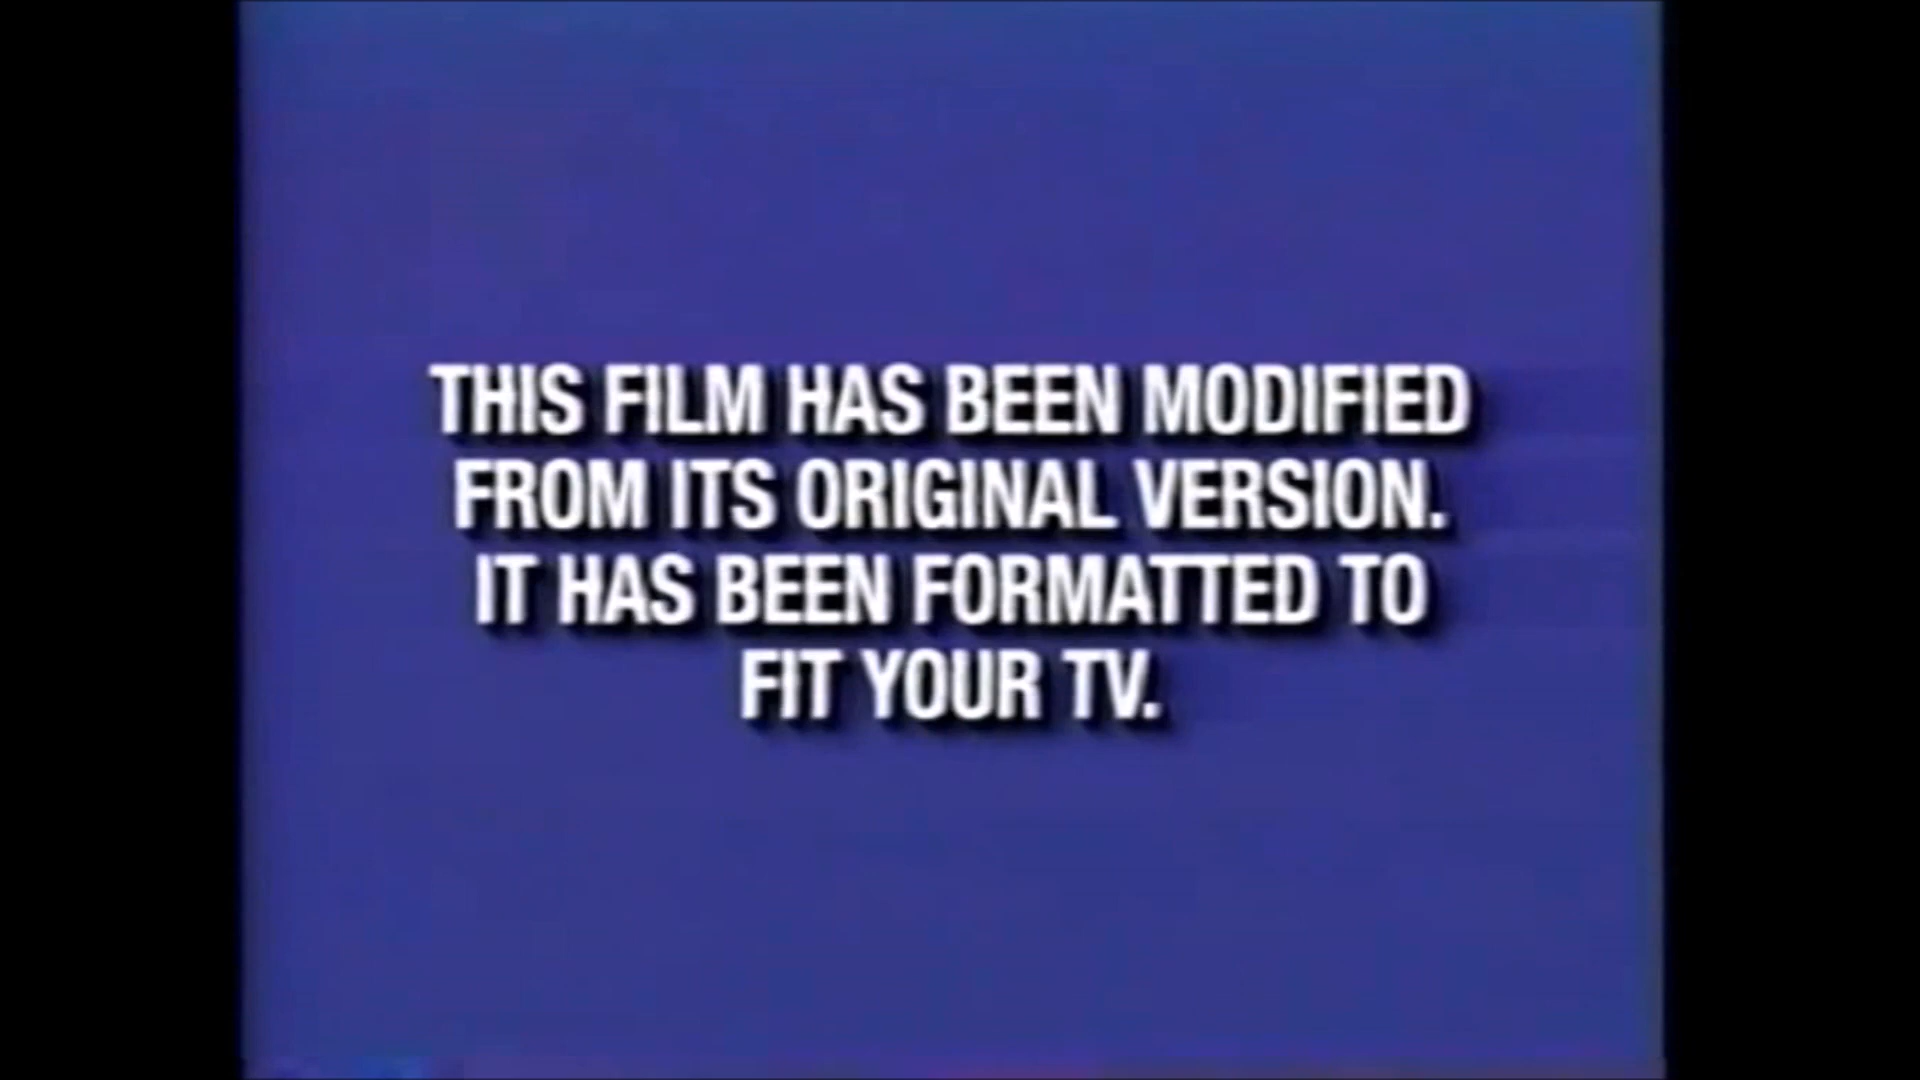 THIS FILM HAS BEEN MODIFIED
FROM ITS ORIGINAL VERSION.
IT HAS BEEN FORMATTED TO
FIT YOUR TV.